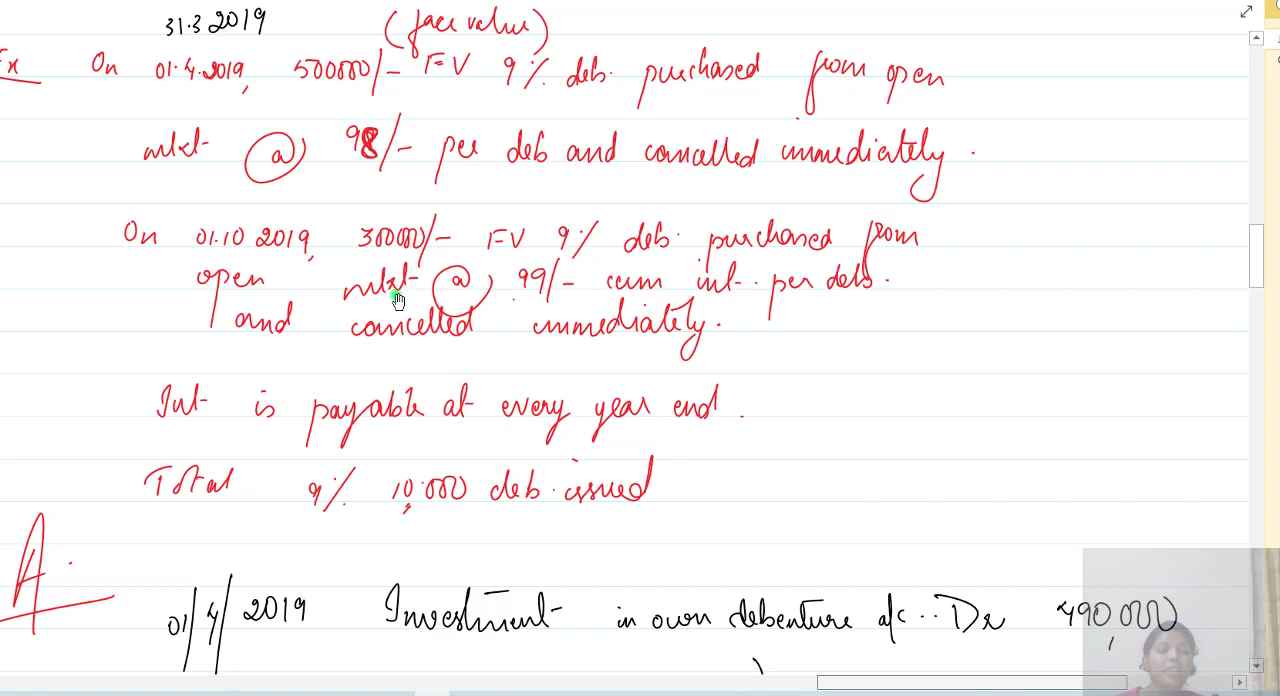 31.3 2019 (face value)
Ex On 01.4.2019, 500000/- FV 9% deb. purchased from open
mkt @ 98/- per deb and cancelled immediately.
On 01.10 2019, 300000/- FV 9% deb. purchased from
open mkt @ 99/- cum int. per deb.
and cancelled immediately.
Int is payable at every year end.
Total 9% 10,000 deb. issued
A.
01/4/2019 Investment in own debenture a/c .. Dr 490,000